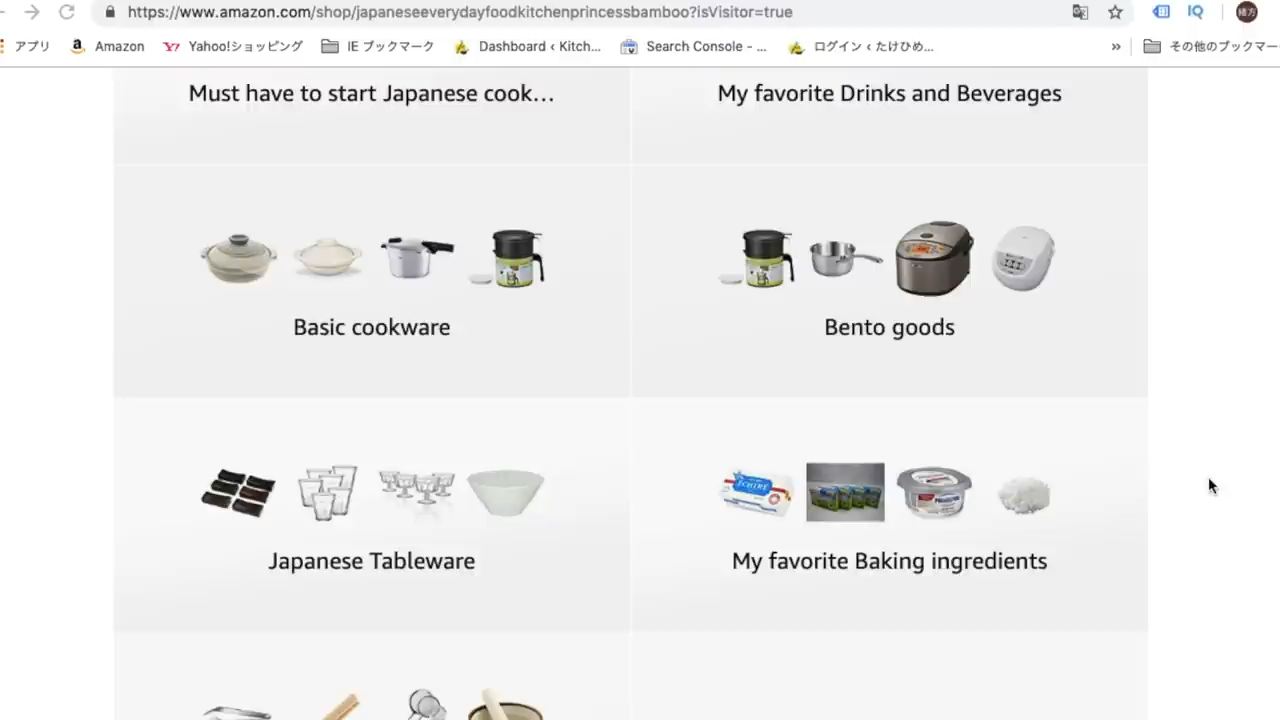 https://www.amazon.com/shop/japaneseeverydayfoodkitchenprincessbamboo?isVisitor=true
アプリ Amazon Yahoo!ショッピング IE ブックマーク Dashboard ‹ Kitch... Search Console - ... ログイン ‹ たけひめ... » その他のブックマー
Must have to start Japanese cook…
My favorite Drinks and Beverages
Basic cookware
Bento goods
Japanese Tableware
My favorite Baking ingredients